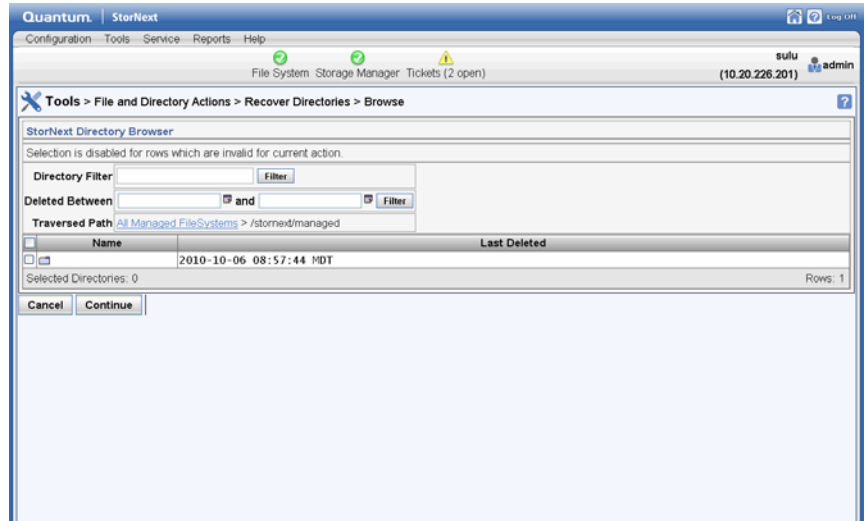 Quantum. StorNext Log Off
Configuration Tools Service Reports Help
File System Storage Manager Tickets (2 open)
sulu
(10.20.226.201)
admin
Tools > File and Directory Actions > Recover Directories > Browse
StorNext Directory Browser
Selection is disabled for rows which are invalid for current action.
Directory Filter Filter
Deleted Between and Filter
Traversed Path All Managed FileSystems > /stornext/managed
Name Last Deleted
2010-10-06 08:57:44 MDT
Selected Directories: 0 Rows: 1
Cancel Continue